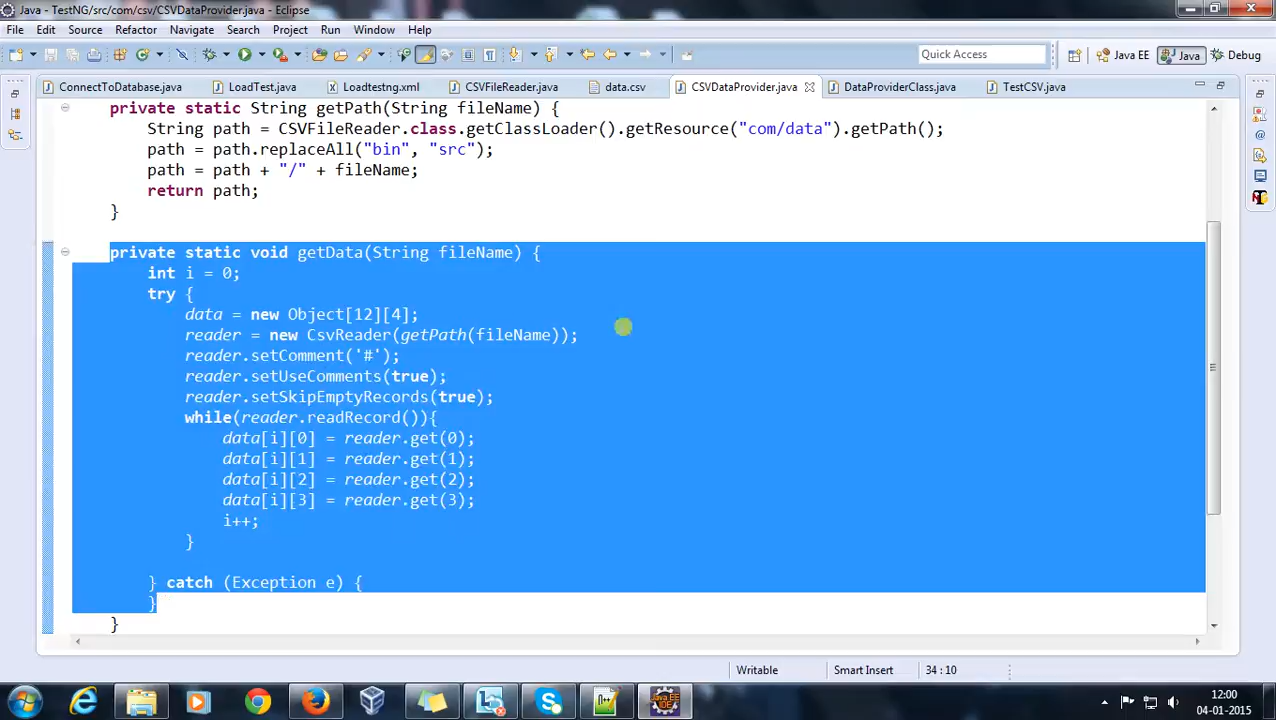 Java - TestNG/src/com/csv/CSVDataProvider.java - Eclipse
File Edit Source Refactor Navigate Search Project Run Window Help
Quick Access Java EE Java Debug
ConnectToDatabase.java LoadTest.java Loadtestng.xml CSVFileReader.java data.csv CSVDataProvider.java DataProviderClass.java TestCSV.java
private static String getPath(String fileName) {
String path = CSVFileReader.class.getClassLoader().getResource("com/data").getPath();
path = path.replaceAll("bin", "src");
path = path + "/" + fileName;
return path;
}
private static void getData(String fileName) {
int i = 0;
try {
data = new Object[12][4];
reader = new CsvReader(getPath(fileName));
reader.setComment('#');
reader.setUseComments(true);
reader.setSkipEmptyRecords(true);
while(reader.readRecord()){
data[i][0] = reader.get(0);
data[i][1] = reader.get(1);
data[i][2] = reader.get(2);
data[i][3] = reader.get(3);
i++;
}
} catch (Exception e) {
}
}
Writable Smart Insert 34 : 10
12:00
04-01-2015